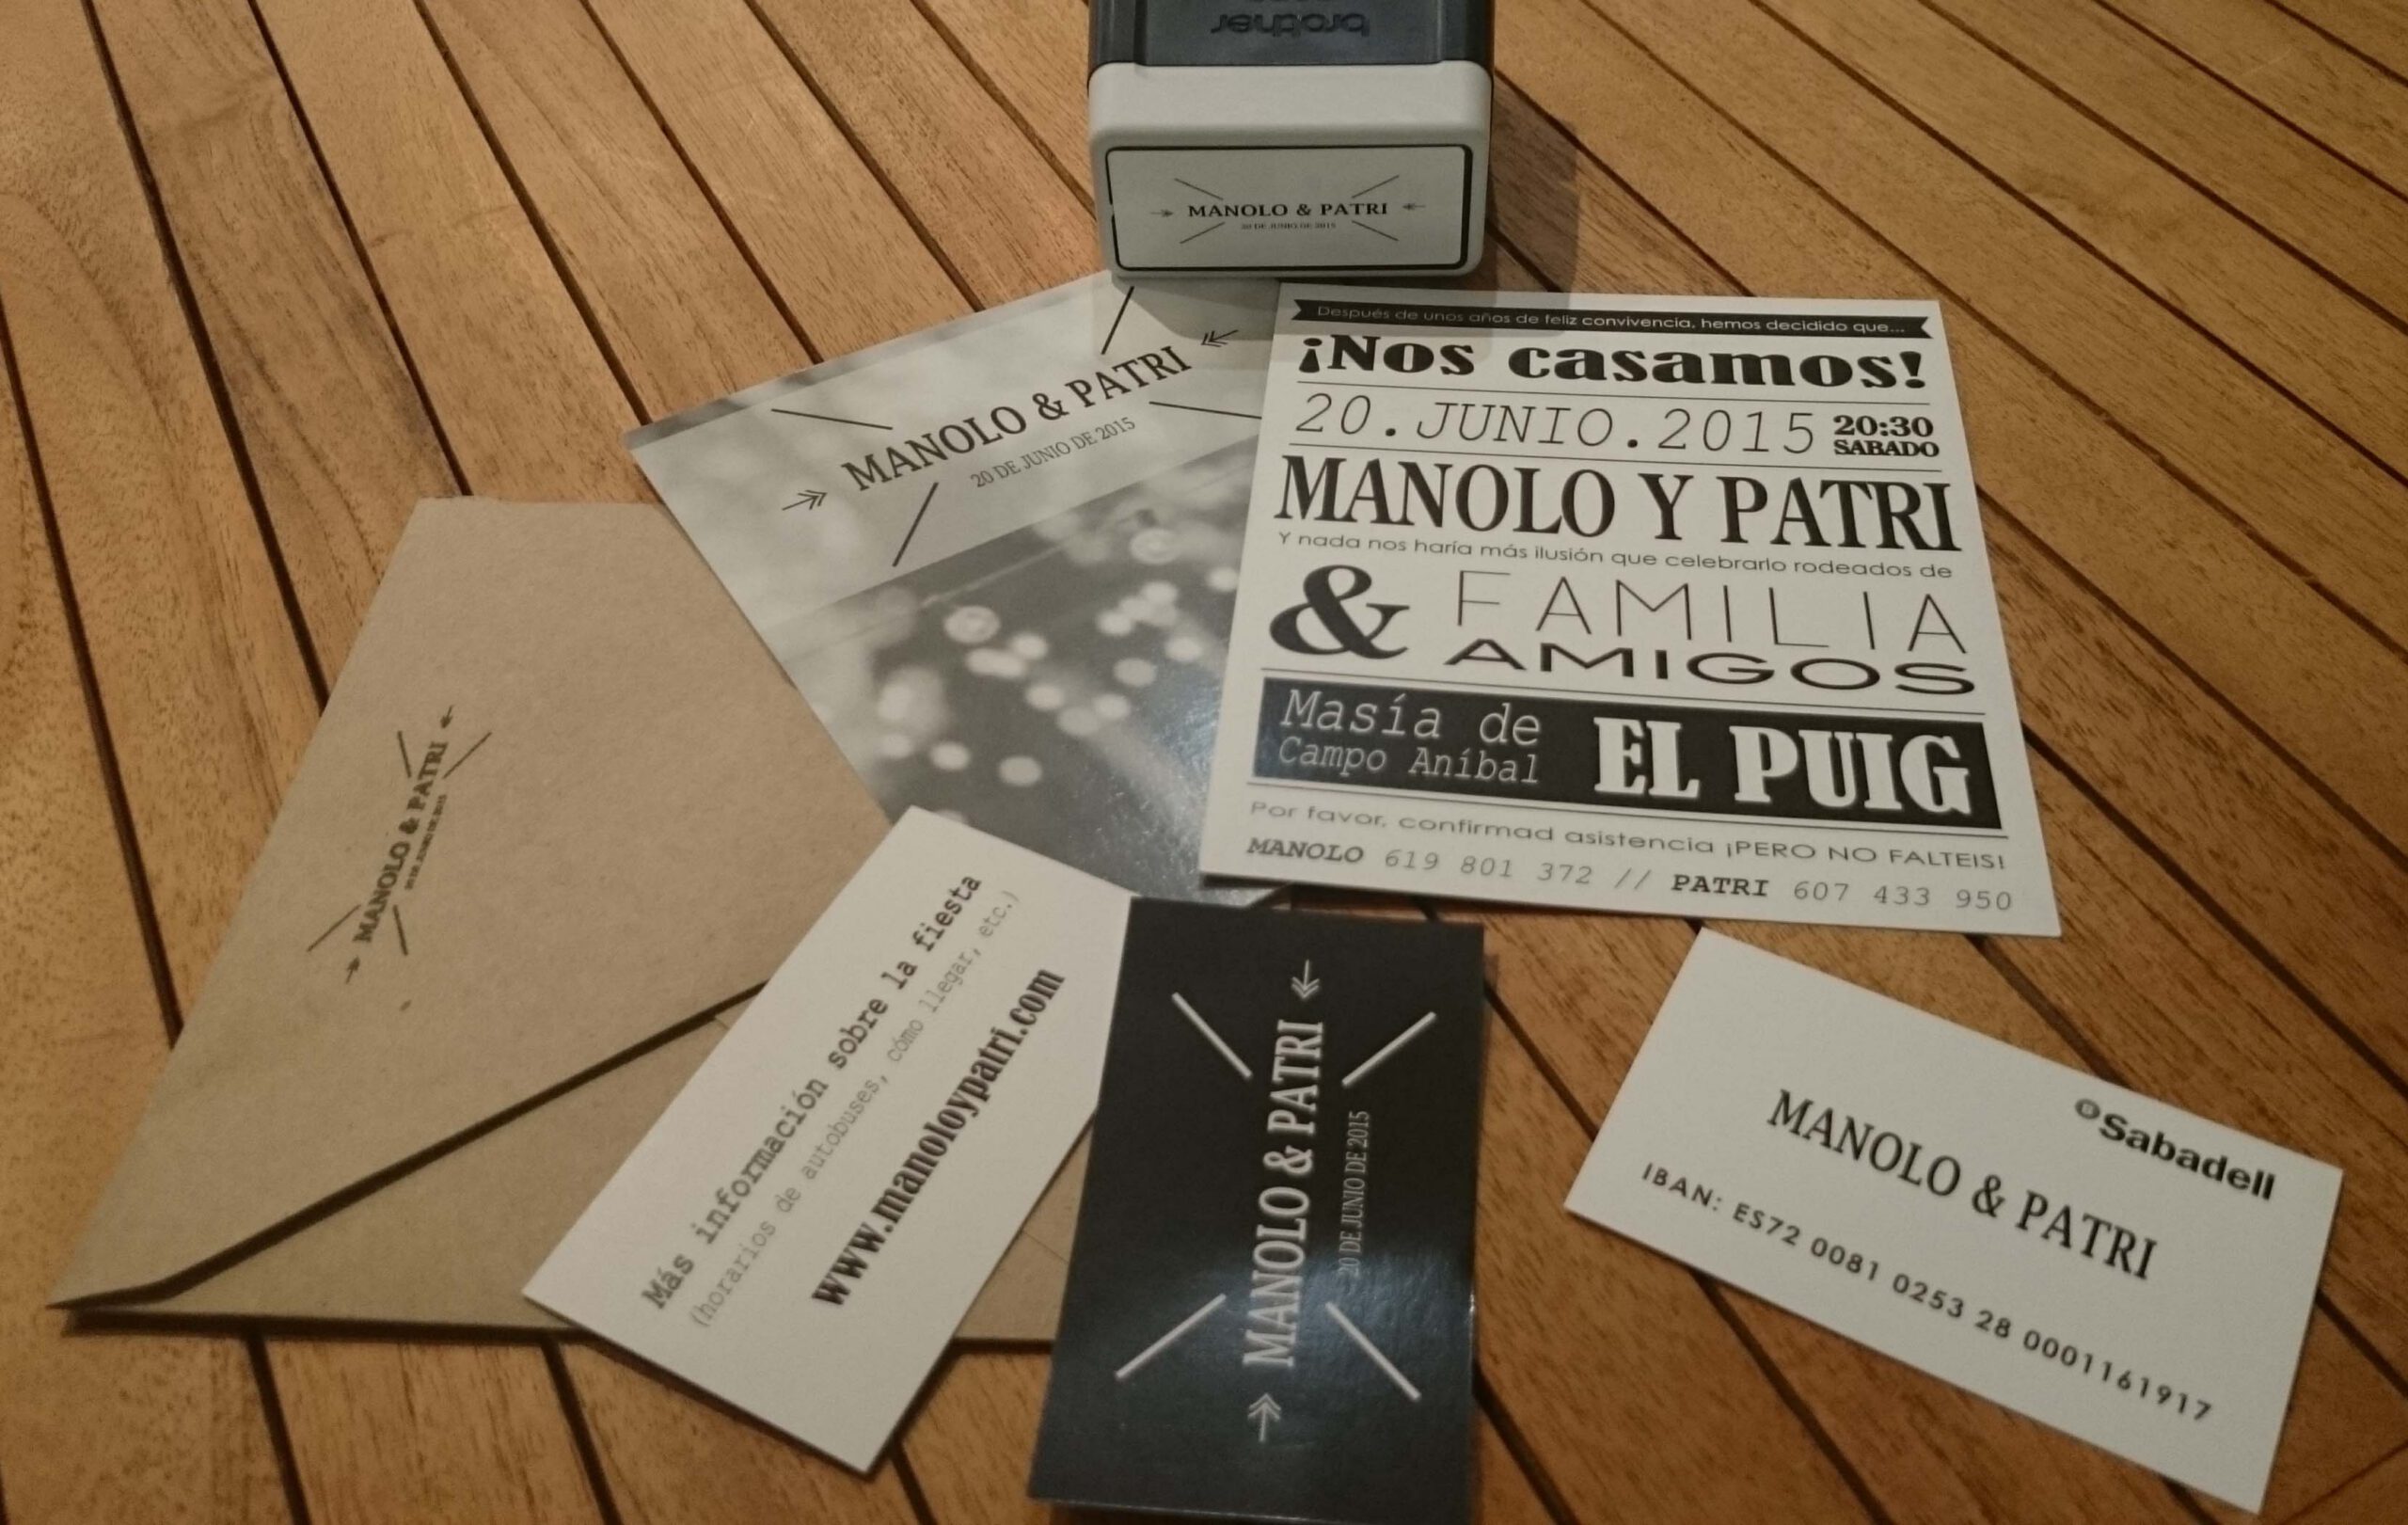 brother
MANOLO & PATRI
20 DE JUNIO DE 2015
MANOLO & PATRI
20 DE JUNIO DE 2015
Después de unos años de feliz convivencia, hemos decidido que...
¡Nos casamos!
20.JUNIO.2015 20:30
SABADO
MANOLO Y PATRI
Y nada nos haría más ilusión que celebrarlo rodeados de
& FAMILIA
AMIGOS
Masía de
Campo Aníbal
EL PUIG
Por favor, confirmad asistencia ¡PERO NO FALTEIS!
MANOLO 619 801 372 // PATRI 607 433 950
MANOLO & PATRI
20 DE JUNIO DE 2015
Más información sobre la fiesta
(horarios de autobuses, cómo llegar, etc.)
www.manoloypatri.com
MANOLO & PATRI
20 DE JUNIO DE 2015
Sabadell
MANOLO & PATRI
IBAN: ES72 0081 0253 28 0001161917